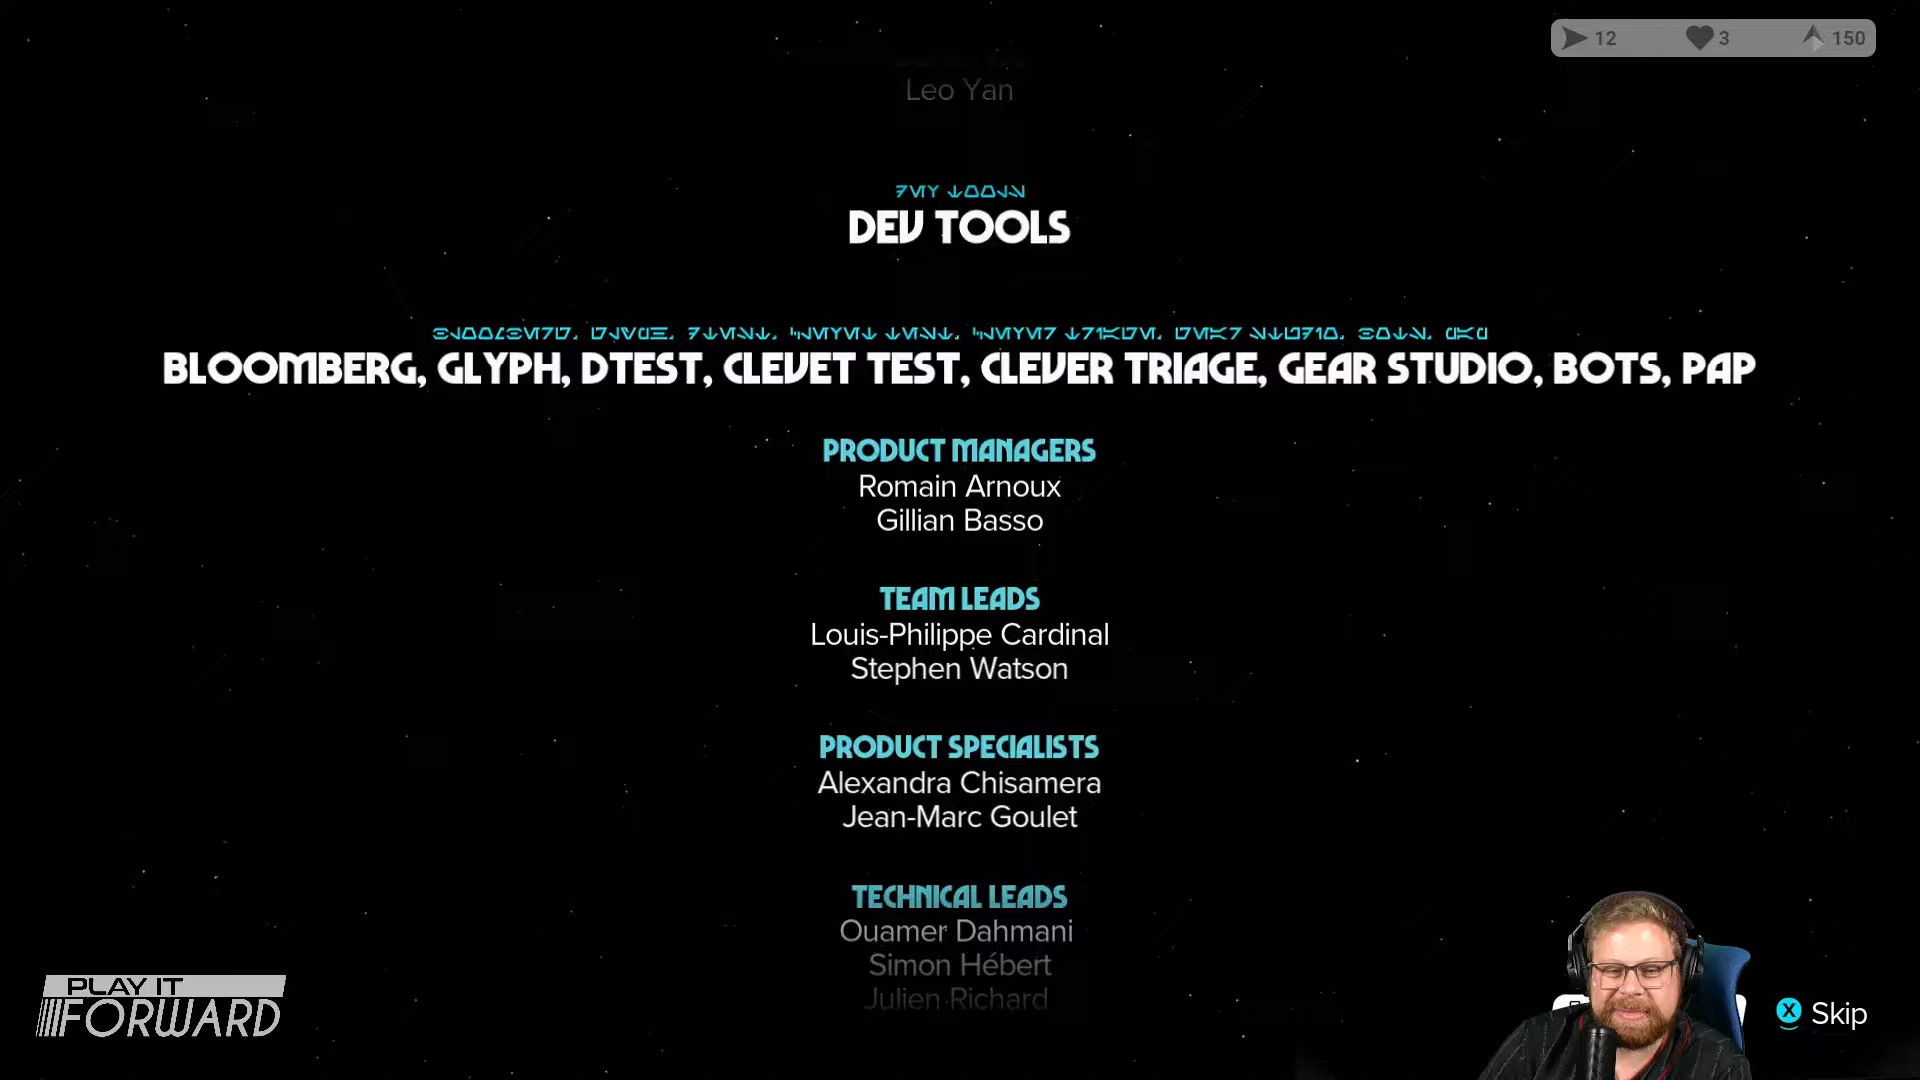 12 3 150
Leo Yan
DEV TOOLS
BLOOMBERG, GLYPH, DTEST, CLEVET TEST, CLEVER TRIAGE, GEAR STUDIO, BOTS, PAP
PRODUCT MANAGERS
Romain Arnoux
Gillian Basso
TEAM LEADS
Louis-Philippe Cardinal
Stephen Watson
PRODUCT SPECIALISTS
Alexandra Chisamera
Jean-Marc Goulet
TECHNICAL LEADS
Ouamer Dahmani
Simon Hébert
Julien Richard
PLAY IT
FORWARD
X Skip